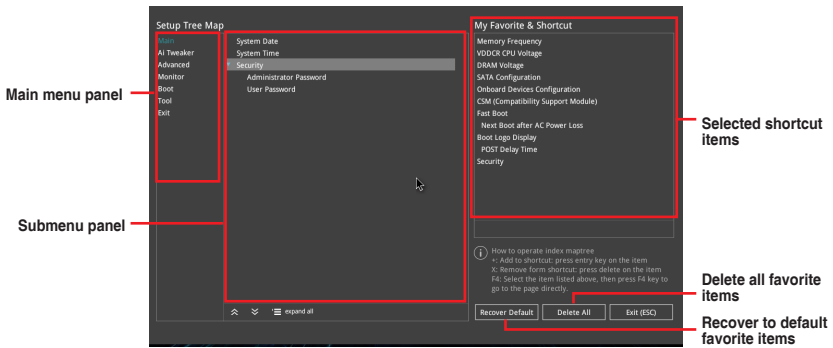 Setup Tree Map
My Favorite & Shortcut
Main
Ai Tweaker
Advanced
Monitor
Boot
Tool
Exit
System Date
System Time
Security
Administrator Password
User Password
Memory Frequency
VDDCR CPU Voltage
DRAM Voltage
SATA Configuration
Onboard Devices Configuration
CSM (Compatibility Support Module)
Fast Boot
Next Boot after AC Power Loss
Boot Logo Display
POST Delay Time
Security
Main menu panel
Selected shortcut
items
Submenu panel
How to operate index maptree
+: Add to shortcut: press entry key on the item
X: Remove form shortcut: press delete on the item
F4: Select the item listed above, then press F4 key to
go to the page directly.
Delete all favorite
items
expand all
Recover Default
Delete All
Exit (ESC)
Recover to default
favorite items